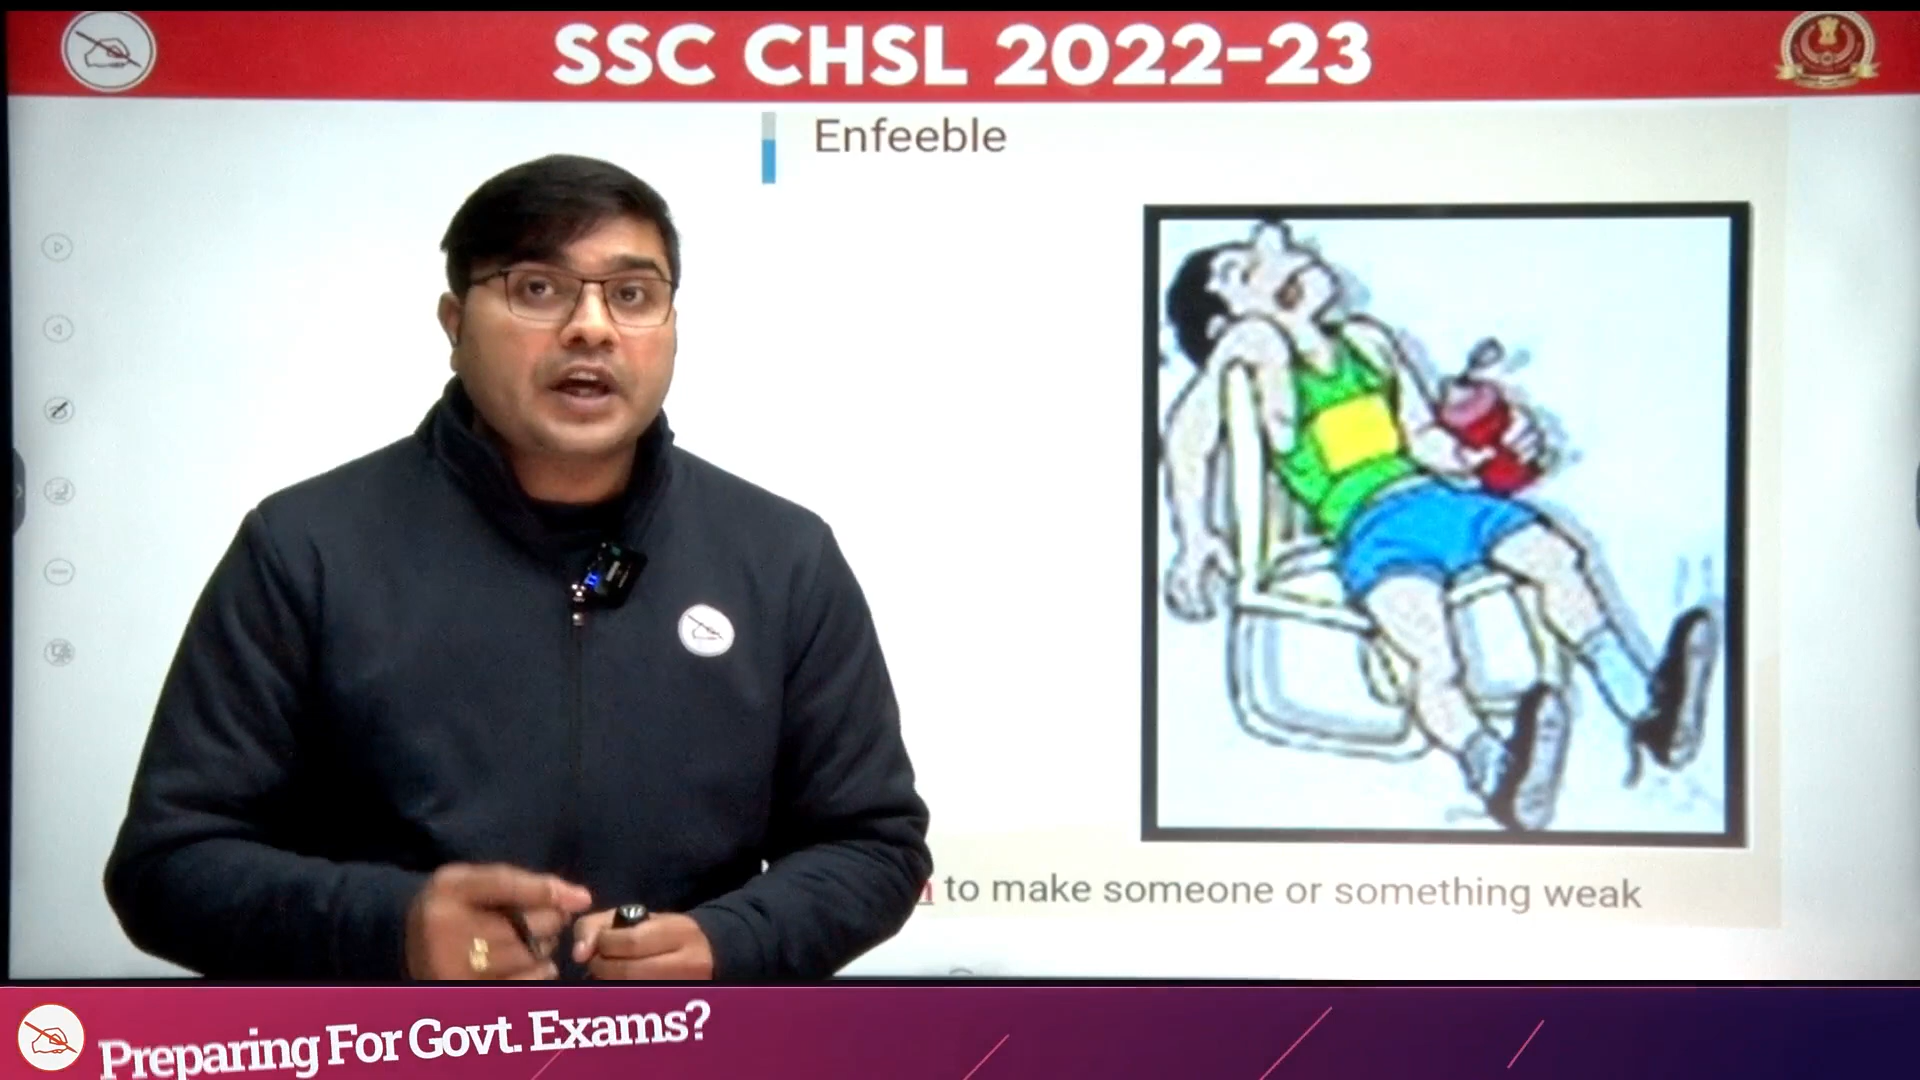 SSC CHSL 2022-23
Enfeeble
to make someone or something weak
Preparing For Govt. Exams?